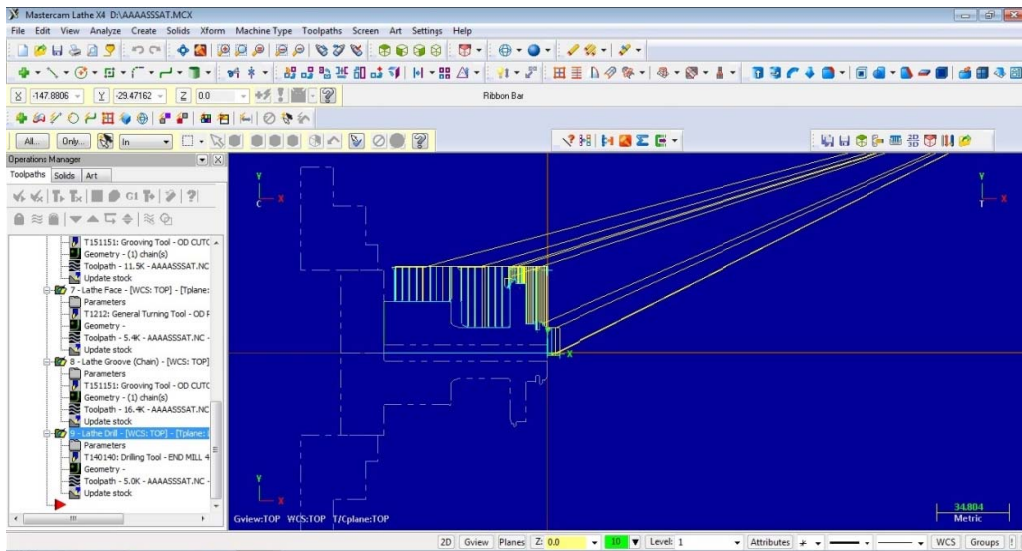 Mastercam Lathe X4 D:\AAAASSSAT.MCX
File Edit View Analyze Create Solids Xform Machine Type Toolpaths Screen Art Settings Help
X -147.8806 Y -29.47162 Z 0.0 Ribbon Bar
All... Only... In
Operations Manager
Toolpaths Solids Art
G1
T151151: Grooving Tool - OD CUTC
Geometry - (1) chain(s)
Toolpath - 11.5K - AAAASSSAT.NC
Update stock
7 - Lathe Face - [WCS: TOP] - [Tplane:
Parameters
T1212: General Turning Tool - OD F
Geometry -
Toolpath - 5.4K - AAAASSSAT.NC -
Update stock
8 - Lathe Groove (Chain) - [WCS: TOP]
Parameters
T151151: Grooving Tool - OD CUTC
Geometry - (1) chain(s)
Toolpath - 16.4K - AAAASSSAT.NC
Update stock
9 - Lathe Drill - [WCS: TOP] - [Tplane:
Parameters
T140140: Drilling Tool - END MILL 4
Geometry -
Toolpath - 5.0K - AAAASSSAT.NC -
Update stock
Y
C X
Y
T X
X
Y
X
Gview:TOP WCS:TOP T/Cplane:TOP
34.804
Metric
2D Gview Planes Z: 0.0 10 Level: 1 Attributes WCS Groups